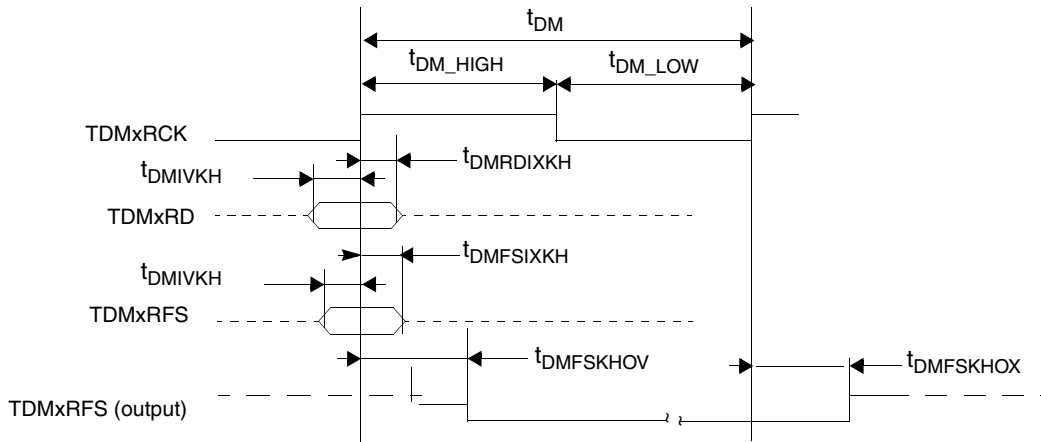 tDM
tDM_HIGH
tDM_LOW
TDMxRCK
tDMIVKH
tDMRDIXKH
TDMxRD
tDMIVKH
tDMFSIXKH
TDMxRFS
tDMFSKHOV
tDMFSKHOX
TDMxRFS (output)